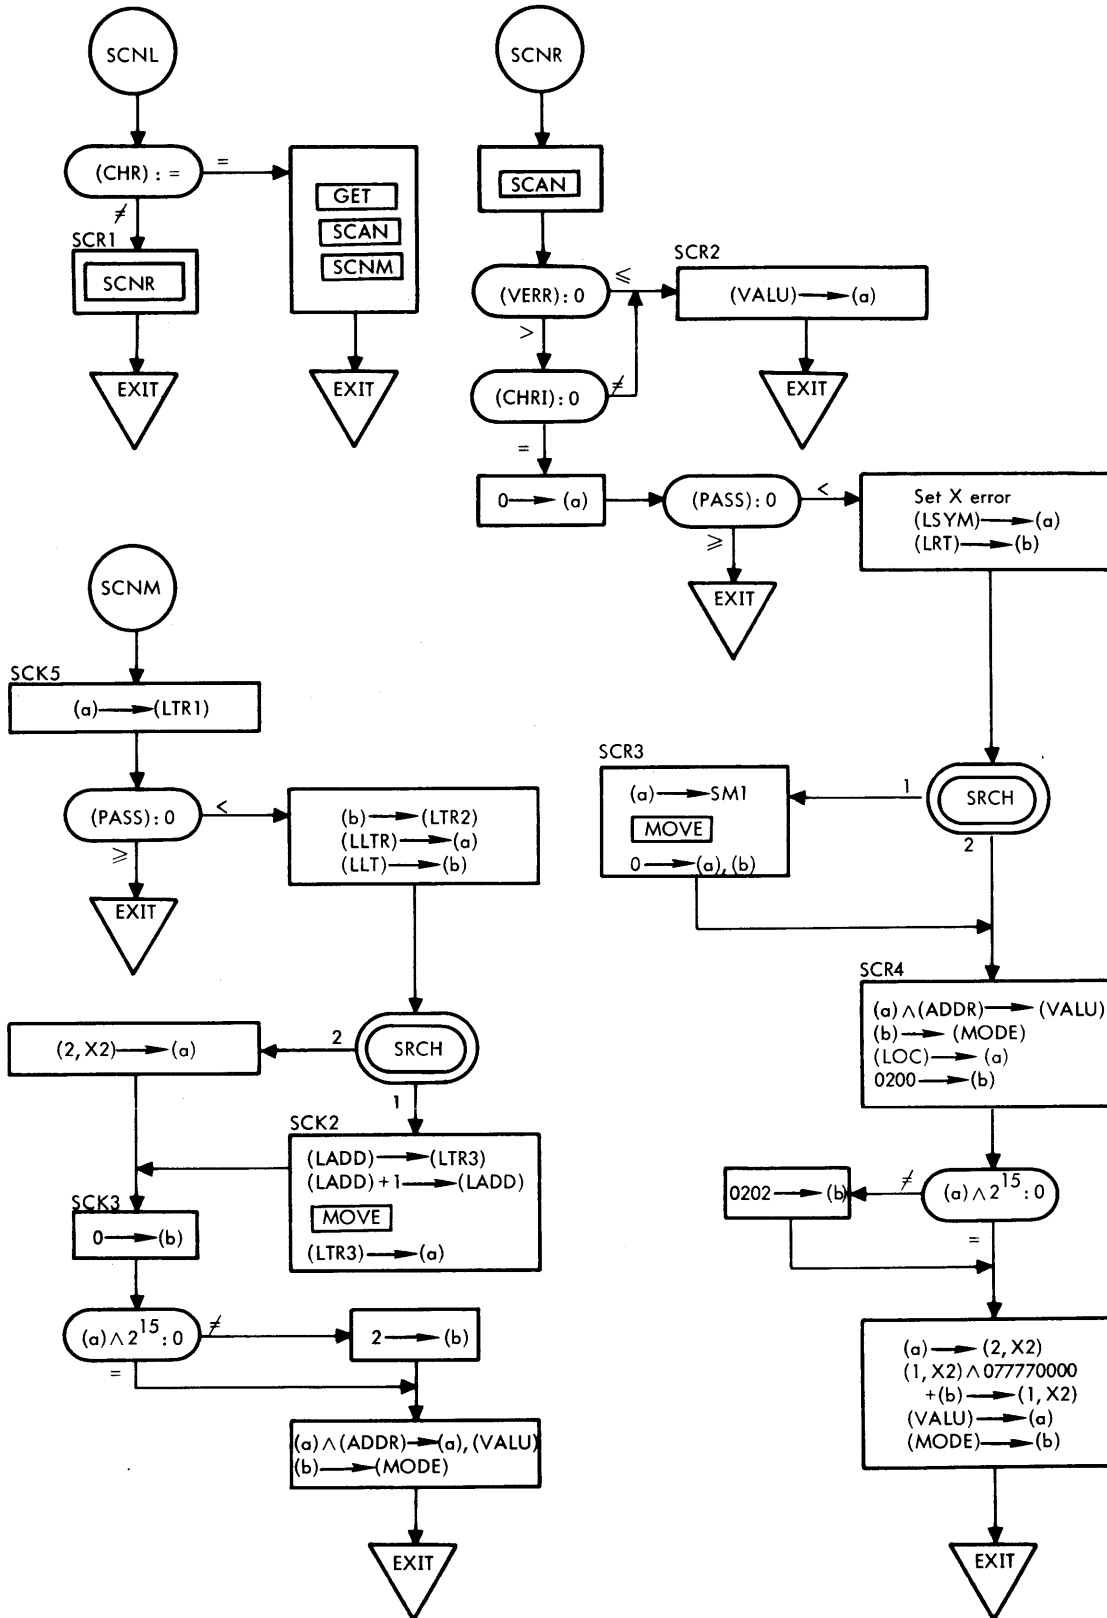 SCNL
(CHR) : =
=
≠
GET
SCAN
SCNM
SCR1
SCNR
EXIT
EXIT
SCNR
SCAN
(VERR): 0
≤
>
SCR2
(VALU)⟶(a)
EXIT
(CHRI): 0
≠
=
0⟶(a)
(PASS): 0
<
≥
EXIT
Set X error
(LSYM)⟶(a)
(LRT)⟶(b)
SRCH
1
2
SCR3
(a)⟶SM1
MOVE
0⟶(a), (b)
SCR4
(a)∧(ADDR)⟶(VALU)
(b)⟶(MODE)
(LOC)⟶(a)
0200⟶(b)
(a)∧2^15 : 0
≠
=
0202⟶(b)
(a)⟶(2, X2)
(1, X2)∧077770000
+(b)⟶(1, X2)
(VALU)⟶(a)
(MODE)⟶(b)
EXIT
SCNM
SCK5
(a)⟶(LTR1)
(PASS): 0
<
≥
EXIT
(b)⟶(LTR2)
(LLTR)⟶(a)
(LLT)⟶(b)
SRCH
2
1
(2, X2)⟶(a)
SCK2
(LADD)⟶(LTR3)
(LADD)+1⟶(LADD)
MOVE
(LTR3)⟶(a)
SCK3
0⟶(b)
(a)∧2^15 : 0
≠
=
2⟶(b)
(a)∧(ADDR)⟶(a), (VALU)
(b)⟶(MODE)
EXIT